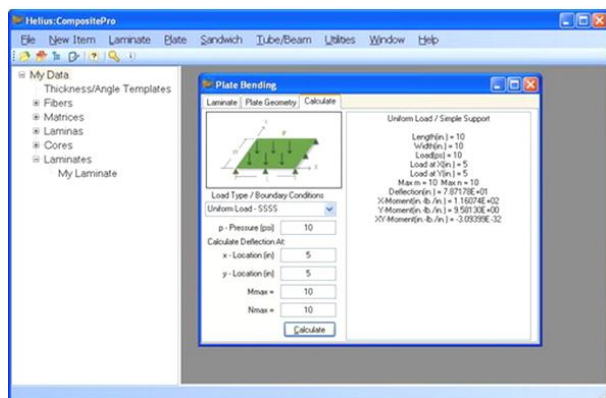 Helius:CompositePro
File New Item Laminate Plate Sandwich Tube/Beam Utilities Window Help
My Data
Thickness/Angle Templates
Fibers
Matrices
Laminas
Cores
Laminates
My Laminate
Plate Bending
Laminate Plate Geometry Calculate
Load Type / Boundary Conditions
Uniform Load - SSSS
p - Pressure (psi) 10
Calculate Deflection At:
x - Location (in) 5
y - Location (in) 5
Mmax = 10
Nmax = 10
Calculate
Uniform Load / Simple Support
Length(in.) = 10
Width(in.) = 10
Load(psi) = 10
Load at X(in.) = 5
Load at Y(in.) = 5
Max m = 10 Max n = 10
Deflection(in.) = 7.87178E+01
X-Moment(in.-lb./in.) = 1.16074E+02
Y-Moment(in.-lb./in.) = 9.58130E+00
XY-Moment(in.-lb./in.) = -3.09399E-32